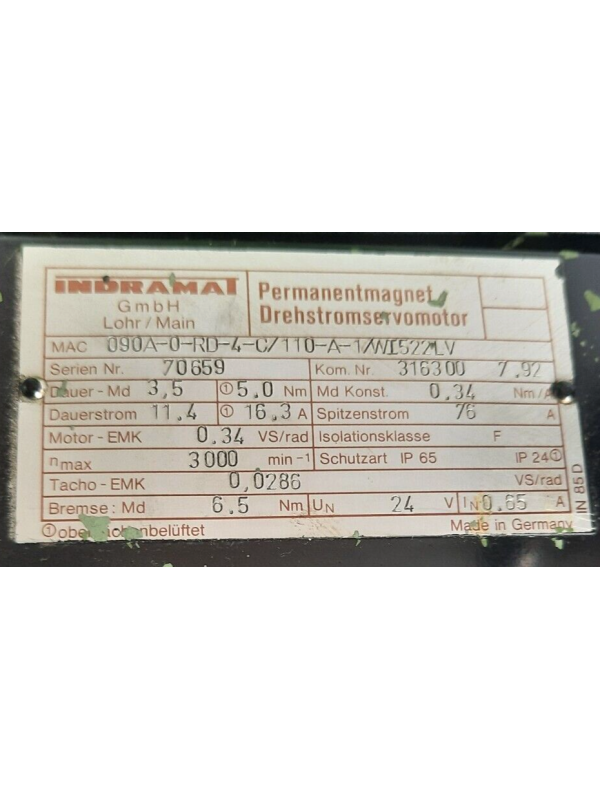 INDRAMAT
GmbH
Lohr / Main
Permanentmagnet
Drehstromservomotor
MAC 090A-0-RD-4-C/110-A-1/WI522LV
Serien Nr. 70659 Kom. Nr. 316300 7.92
Dauer - Md 3,5 ① 5.0 Nm Md Konst. 0.34 Nm/A
Dauerstrom 11.4 ① 16.3 A Spitzenstrom 76 A
Motor - EMK 0.34 VS/rad Isolationsklasse F
nmax 3000 min -1 Schutzart IP 65 IP 24①
Tacho - EMK 0,0286 VS/rad
Bremse : Md 6.5 Nm UN 24 V IN 0.65 A
① oberflächenbelüftet Made in Germany
IN 85 D